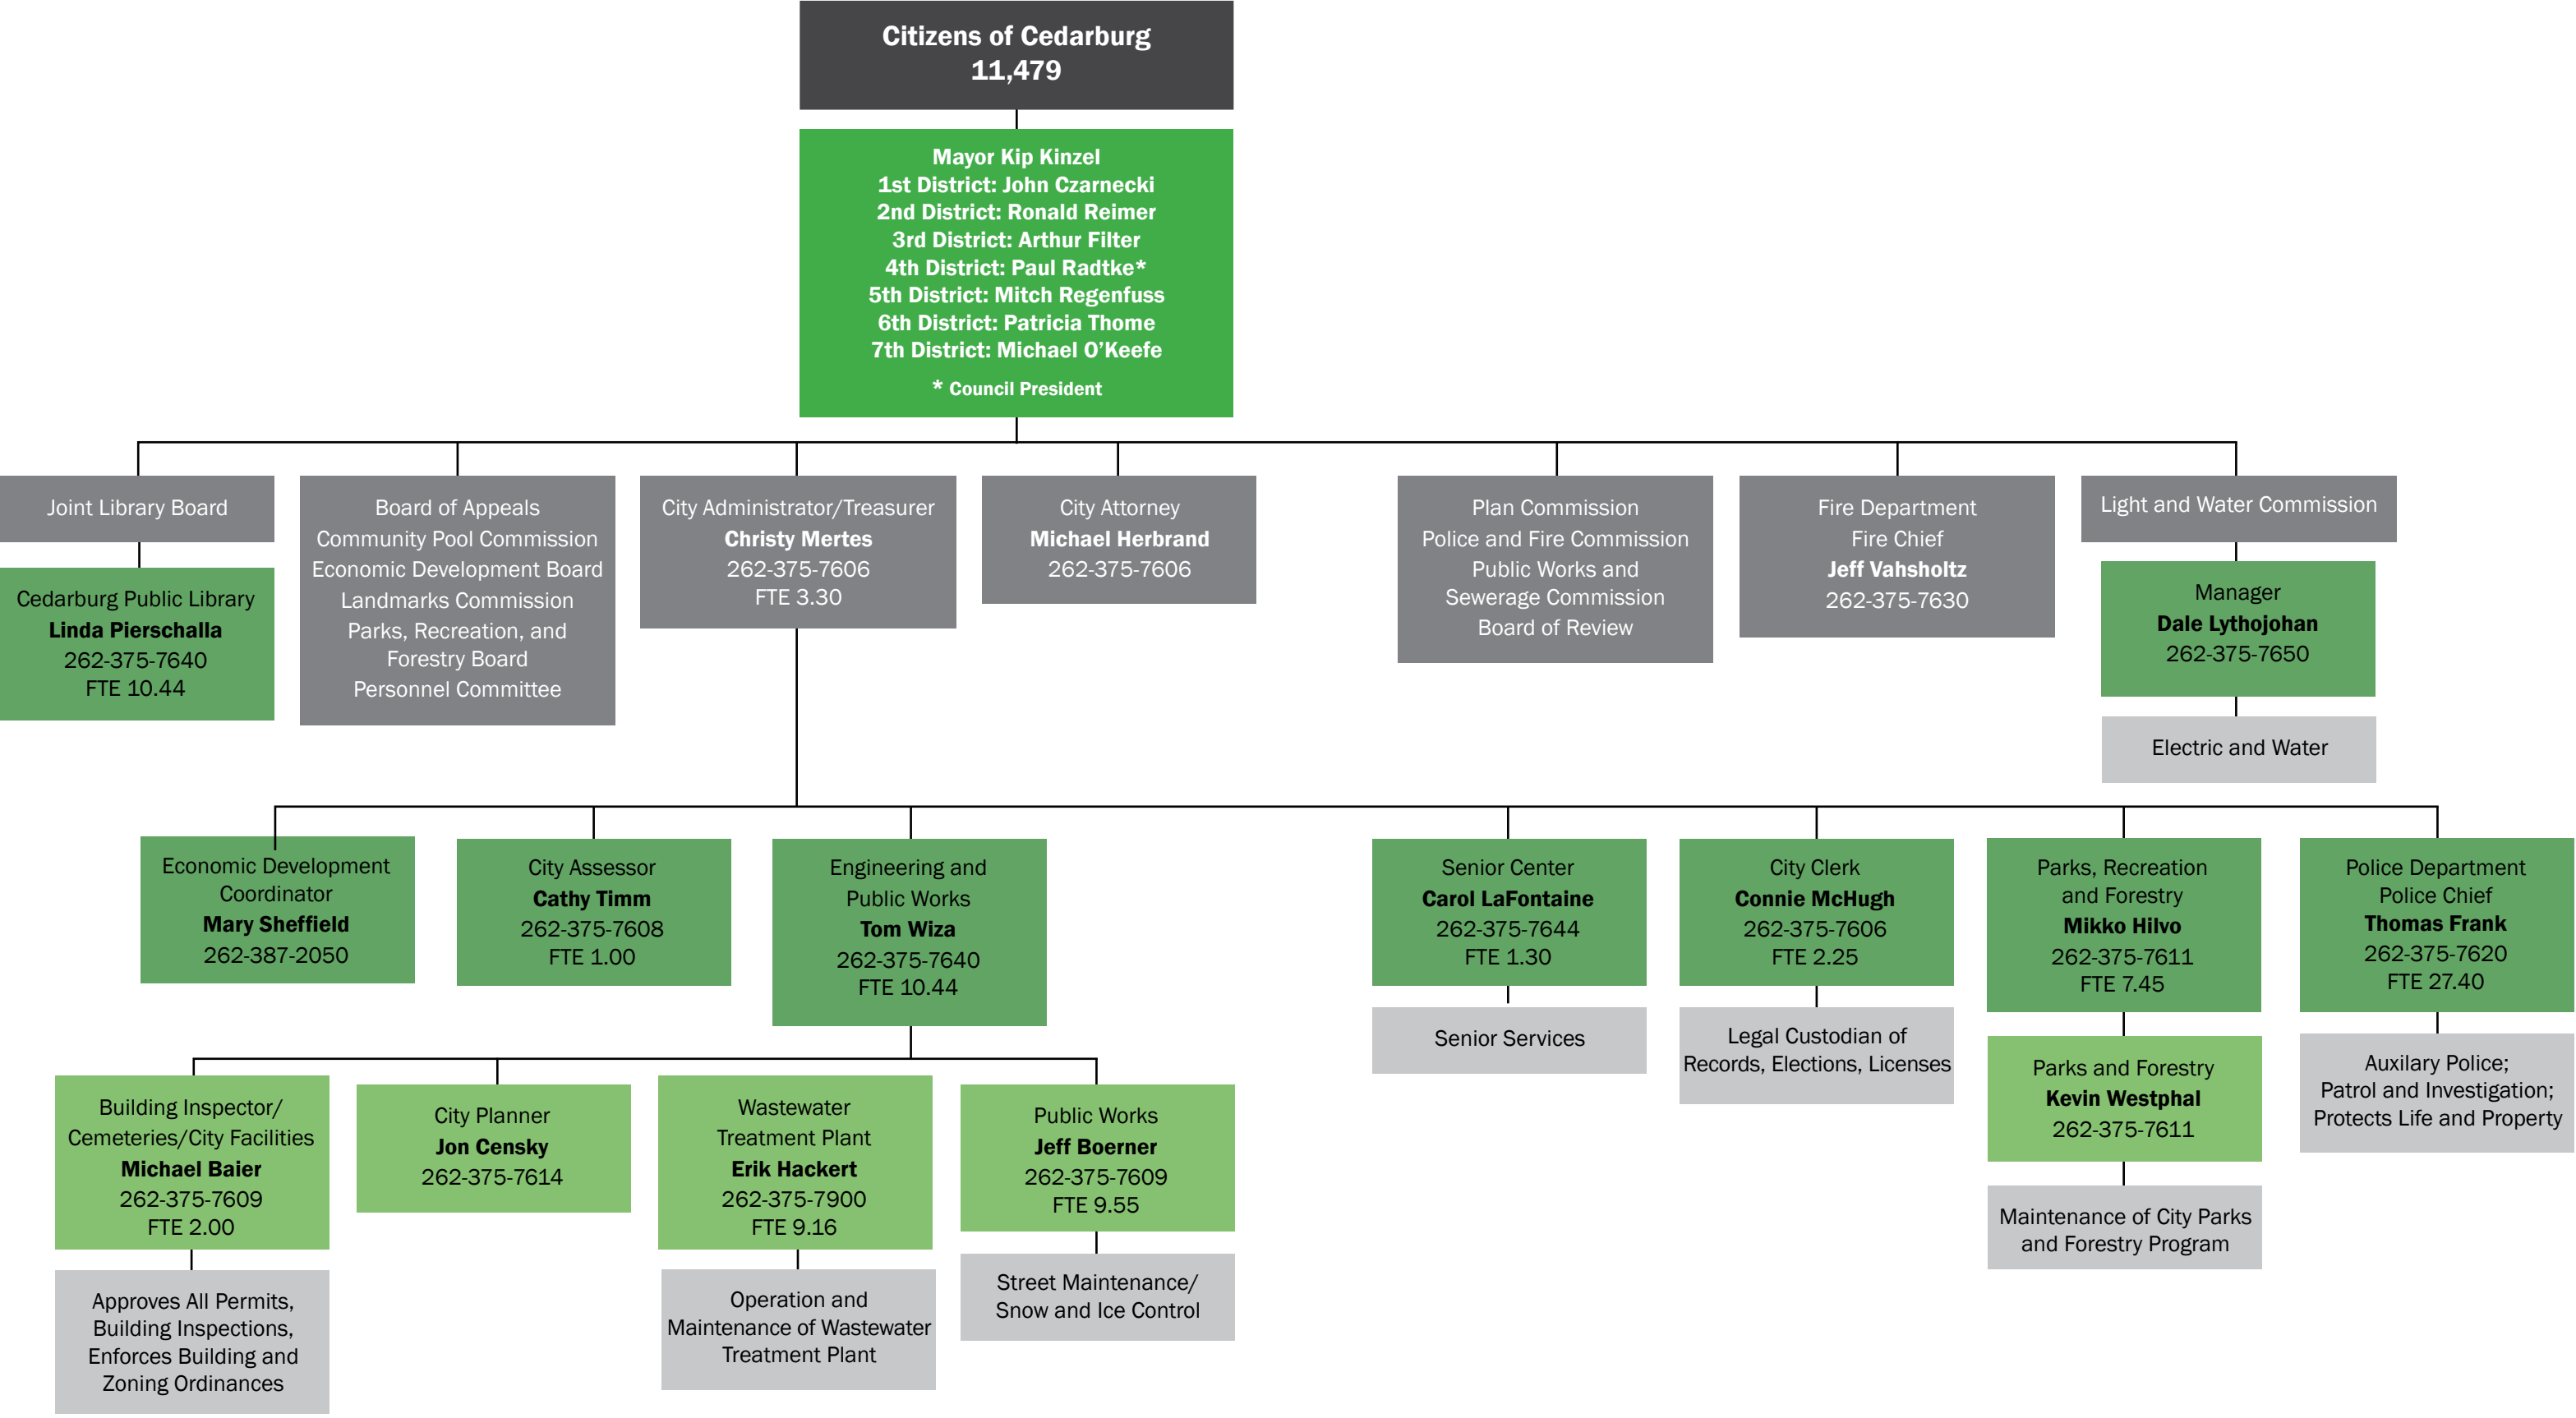 Citizens of Cedarburg
11,479
Mayor Kip Kinzel
1st District: John Czarnecki
2nd District: Ronald Reimer
3rd District: Arthur Filter
4th District: Paul Radtke*
5th District: Mitch Regenfuss
6th District: Patricia Thome
7th District: Michael O’Keefe
* Council President
Joint Library Board
Cedarburg Public Library
Linda Pierschalla
262-375-7640
FTE 10.44
Board of Appeals
Community Pool Commission
Economic Development Board
Landmarks Commission
Parks, Recreation, and
Forestry Board
Personnel Committee
City Administrator/Treasurer
Christy Mertes
262-375-7606
FTE 3.30
City Attorney
Michael Herbrand
262-375-7606
Plan Commission
Police and Fire Commission
Public Works and
Sewerage Commission
Board of Review
Fire Department
Fire Chief
Jeff Vahsholtz
262-375-7630
Light and Water Commission
Manager
Dale Lythojohan
262-375-7650
Electric and Water
Economic Development
Coordinator
Mary Sheffield
262-387-2050
City Assessor
Cathy Timm
262-375-7608
FTE 1.00
Engineering and
Public Works
Tom Wiza
262-375-7640
FTE 10.44
Senior Center
Carol LaFontaine
262-375-7644
FTE 1.30
Senior Services
City Clerk
Connie McHugh
262-375-7606
FTE 2.25
Legal Custodian of
Records, Elections, Licenses
Parks, Recreation
and Forestry
Mikko Hilvo
262-375-7611
FTE 7.45
Parks and Forestry
Kevin Westphal
262-375-7611
Maintenance of City Parks
and Forestry Program
Police Department
Police Chief
Thomas Frank
262-375-7620
FTE 27.40
Auxilary Police;
Patrol and Investigation;
Protects Life and Property
Building Inspector/
Cemeteries/City Facilities
Michael Baier
262-375-7609
FTE 2.00
Approves All Permits,
Building Inspections,
Enforces Building and
Zoning Ordinances
City Planner
Jon Censky
262-375-7614
Wastewater
Treatment Plant
Erik Hackert
262-375-7900
FTE 9.16
Operation and
Maintenance of Wastewater
Treatment Plant
Public Works
Jeff Boerner
262-375-7609
FTE 9.55
Street Maintenance/
Snow and Ice Control